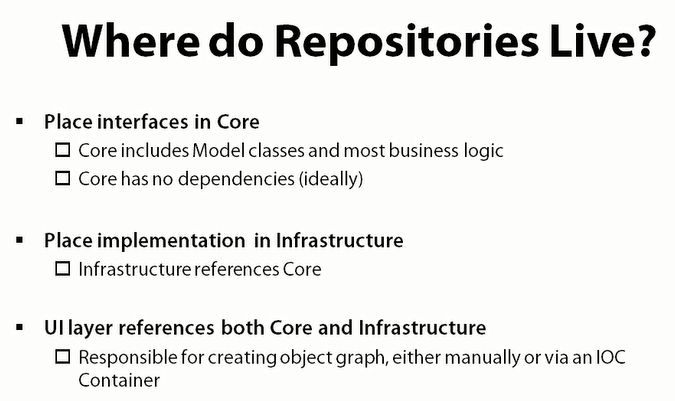 Where do Repositories Live?
▪ Place interfaces in Core
□ Core includes Model classes and most business logic
□ Core has no dependencies (ideally)
▪ Place implementation in Infrastructure
□ Infrastructure references Core
▪ UI layer references both Core and Infrastructure
□ Responsible for creating object graph, either manually or via an IOC
Container